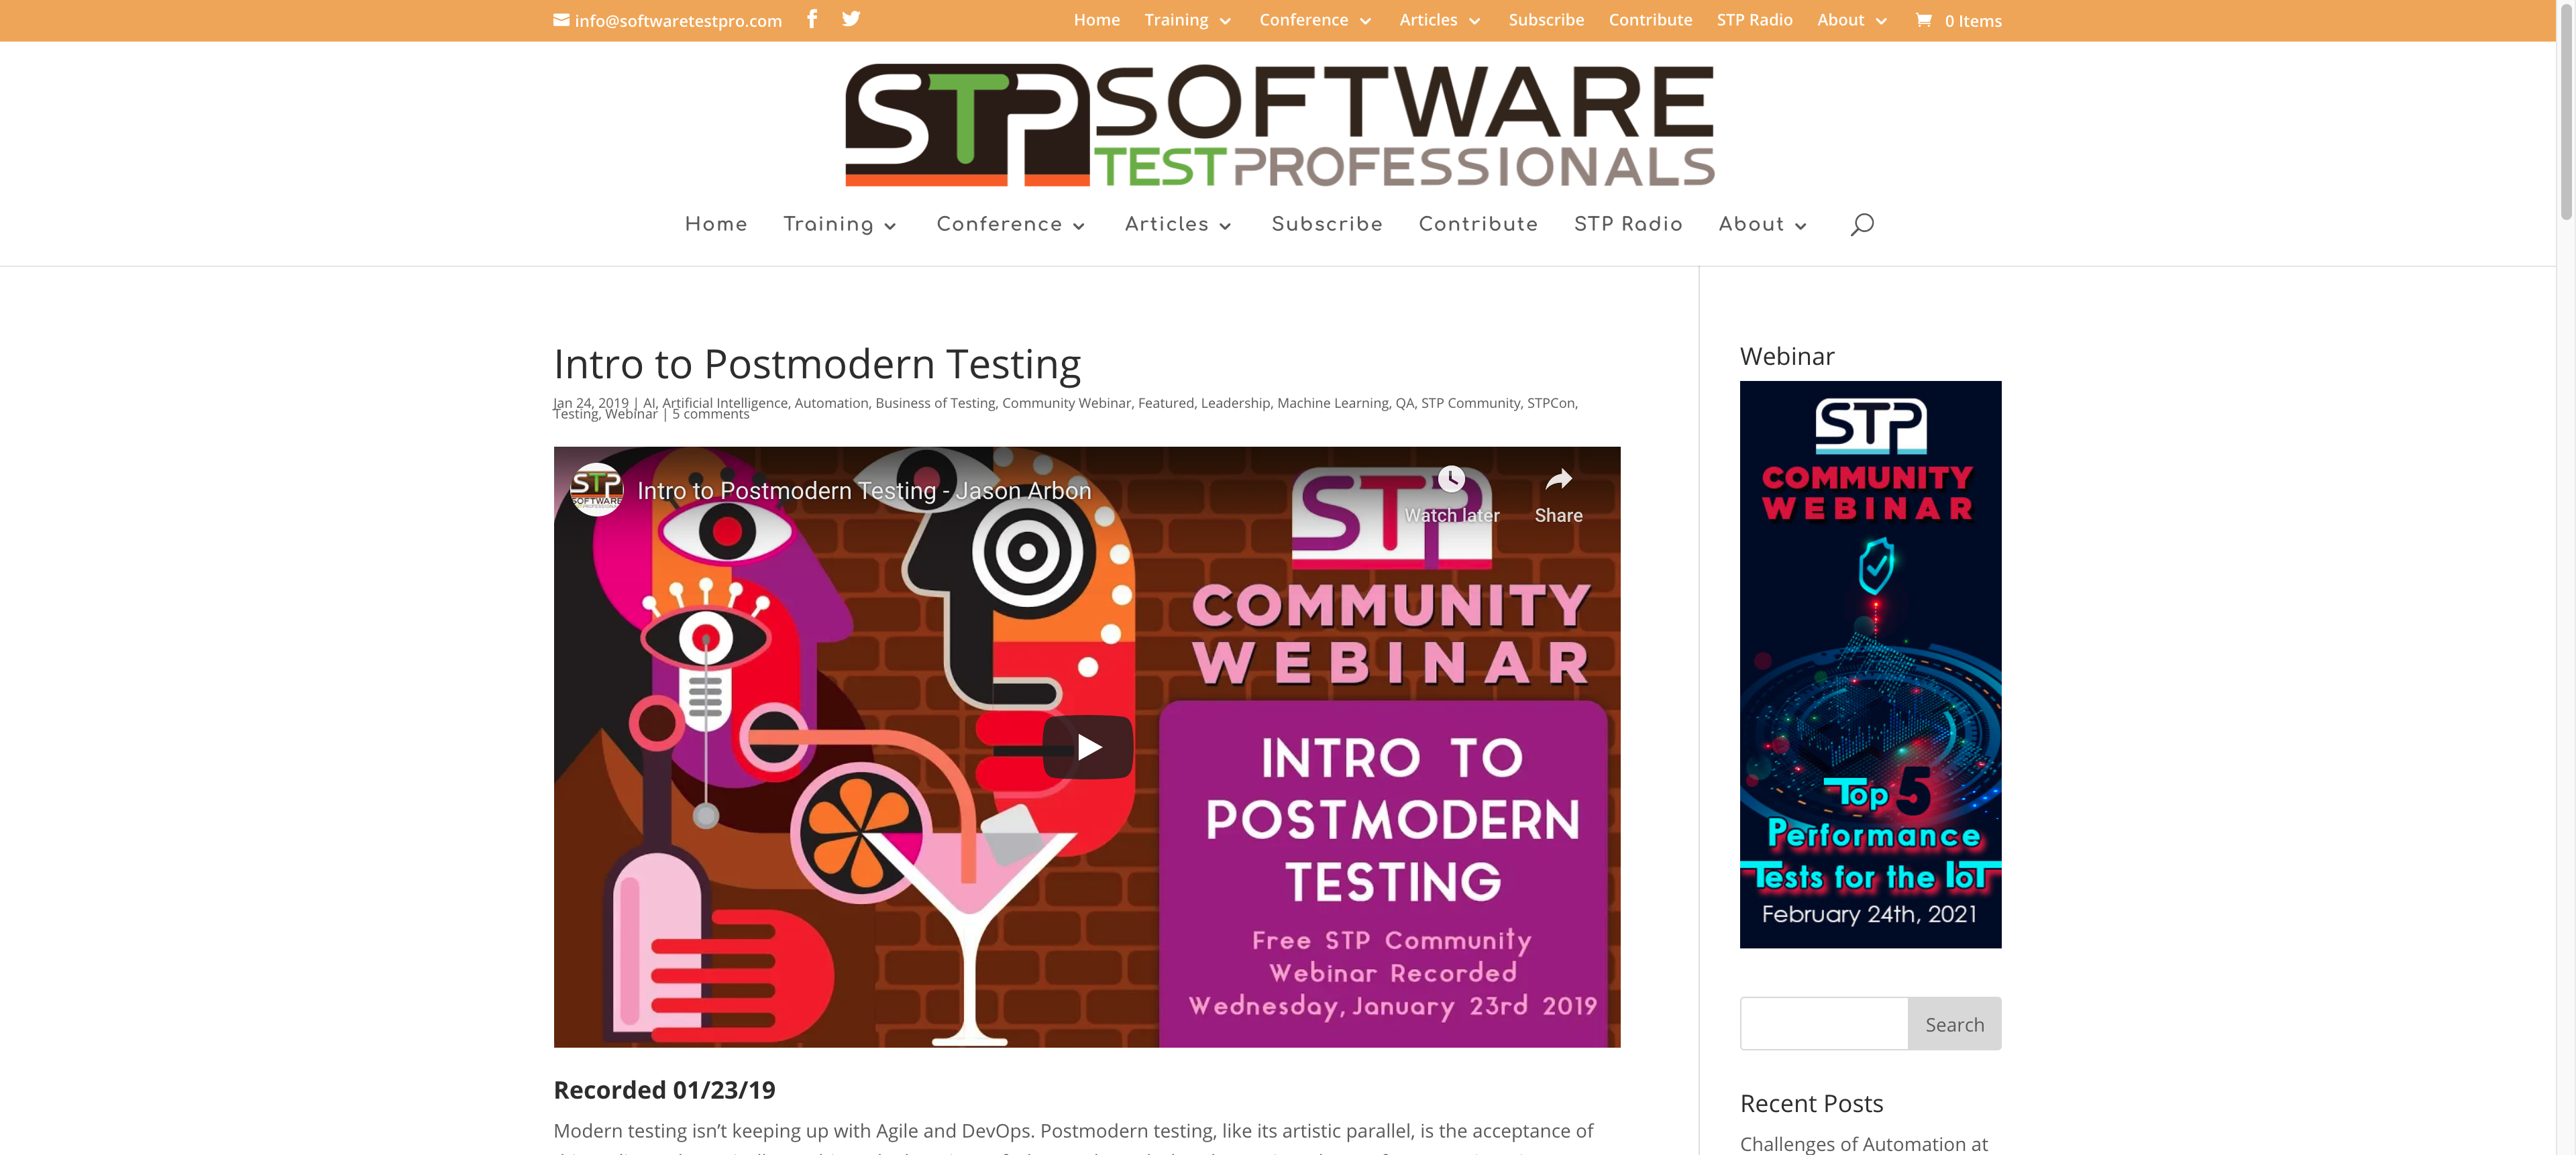 info@softwaretestpro.com
Home Training Conference Articles Subscribe Contribute STP Radio About 0 Items
STP SOFTWARE
TESTPROFESSIONALS
Home Training Conference Articles Subscribe Contribute STP Radio About
Intro to Postmodern Testing
Jan 24, 2019 | AI, Artificial Intelligence, Automation, Business of Testing, Community Webinar, Featured, Leadership, Machine Learning, QA, STP Community, STPCon,
Testing, Webinar | 5 comments
STP
SOFTWARE
Intro to Postmodern Testing - Jason Arbon
Watch later
Share
STP
COMMUNITY
WEBINAR
INTRO TO
POSTMODERN
TESTING
Free STP Community
Webinar Recorded
Wednesday, January 23rd 2019
Recorded 01/23/19
Modern testing isn’t keeping up with Agile and DevOps. Postmodern testing, like its artistic parallel, is the acceptance of
Webinar
STP
COMMUNITY
WEBINAR
Top 5
Performance
Tests for the IoT
February 24th, 2021
Search
Recent Posts
Challenges of Automation at